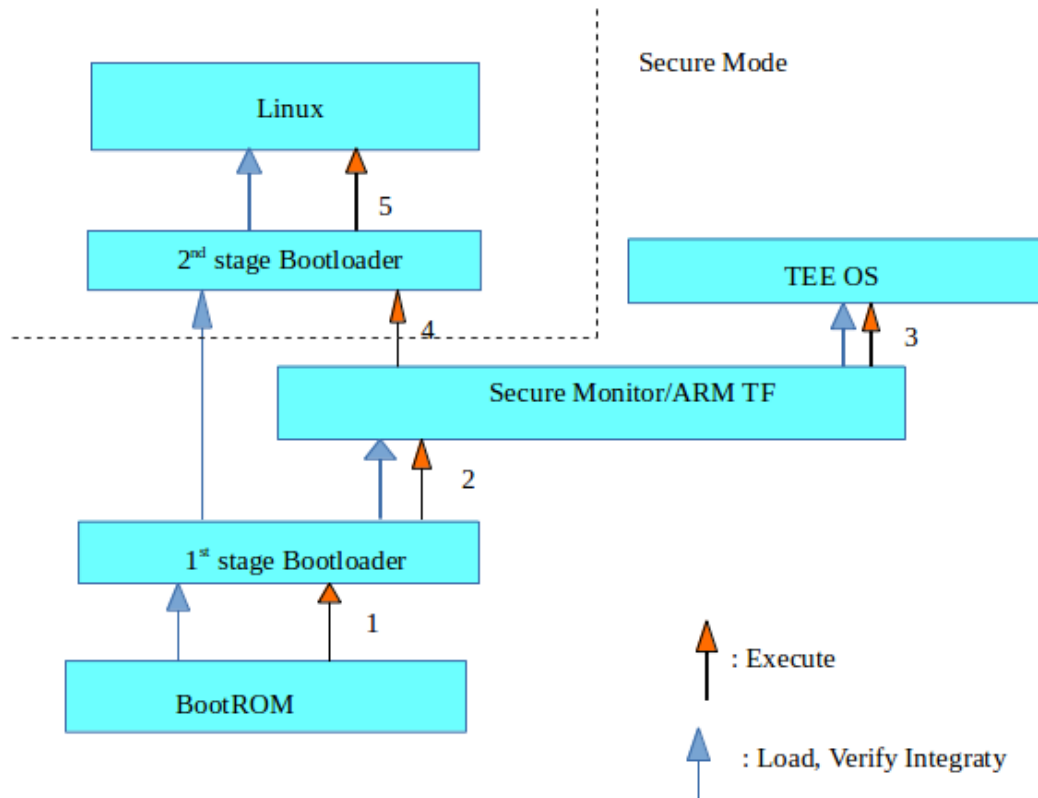 Secure Mode
Linux
5
2nd stage Bootloader
TEE OS
4
3
Secure Monitor/ARM TF
2
1st stage Bootloader
1
: Execute
BootROM
: Load, Verify Integraty